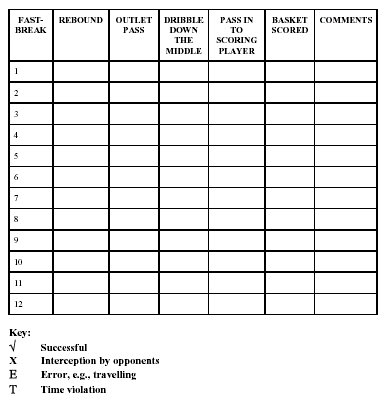 FAST-BREAK REBOUND OUTLET PASS DRIBBLE DOWN THE MIDDLE PASS IN TO SCORING PLAYER BASKET SCORED COMMENTS
1
2
3
4
5
6
7
8
9
10
11
12
Key:
√ Successful
X Interception by opponents
E Error, e.g., travelling
T Time violation